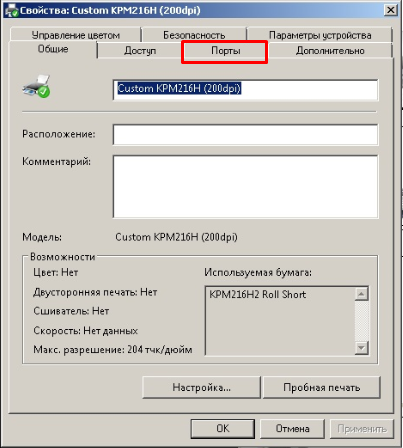 Свойства: Custom KPM216H (200dpi)
Управление цветом Безопасность Параметры устройства
Общие Доступ Порты Дополнительно
Custom KPM216H (200dpi)
Расположение:
Комментарий:
Модель: Custom KPM216H (200dpi)
Возможности
Цвет: Нет Используемая бумага:
Двусторонняя печать: Нет KPM216H2 Roll Short
Сшиватель: Нет
Скорость: Нет данных
Макс. разрешение: 204 тчк/дюйм
Настройка... Пробная печать
OK Отмена Применить